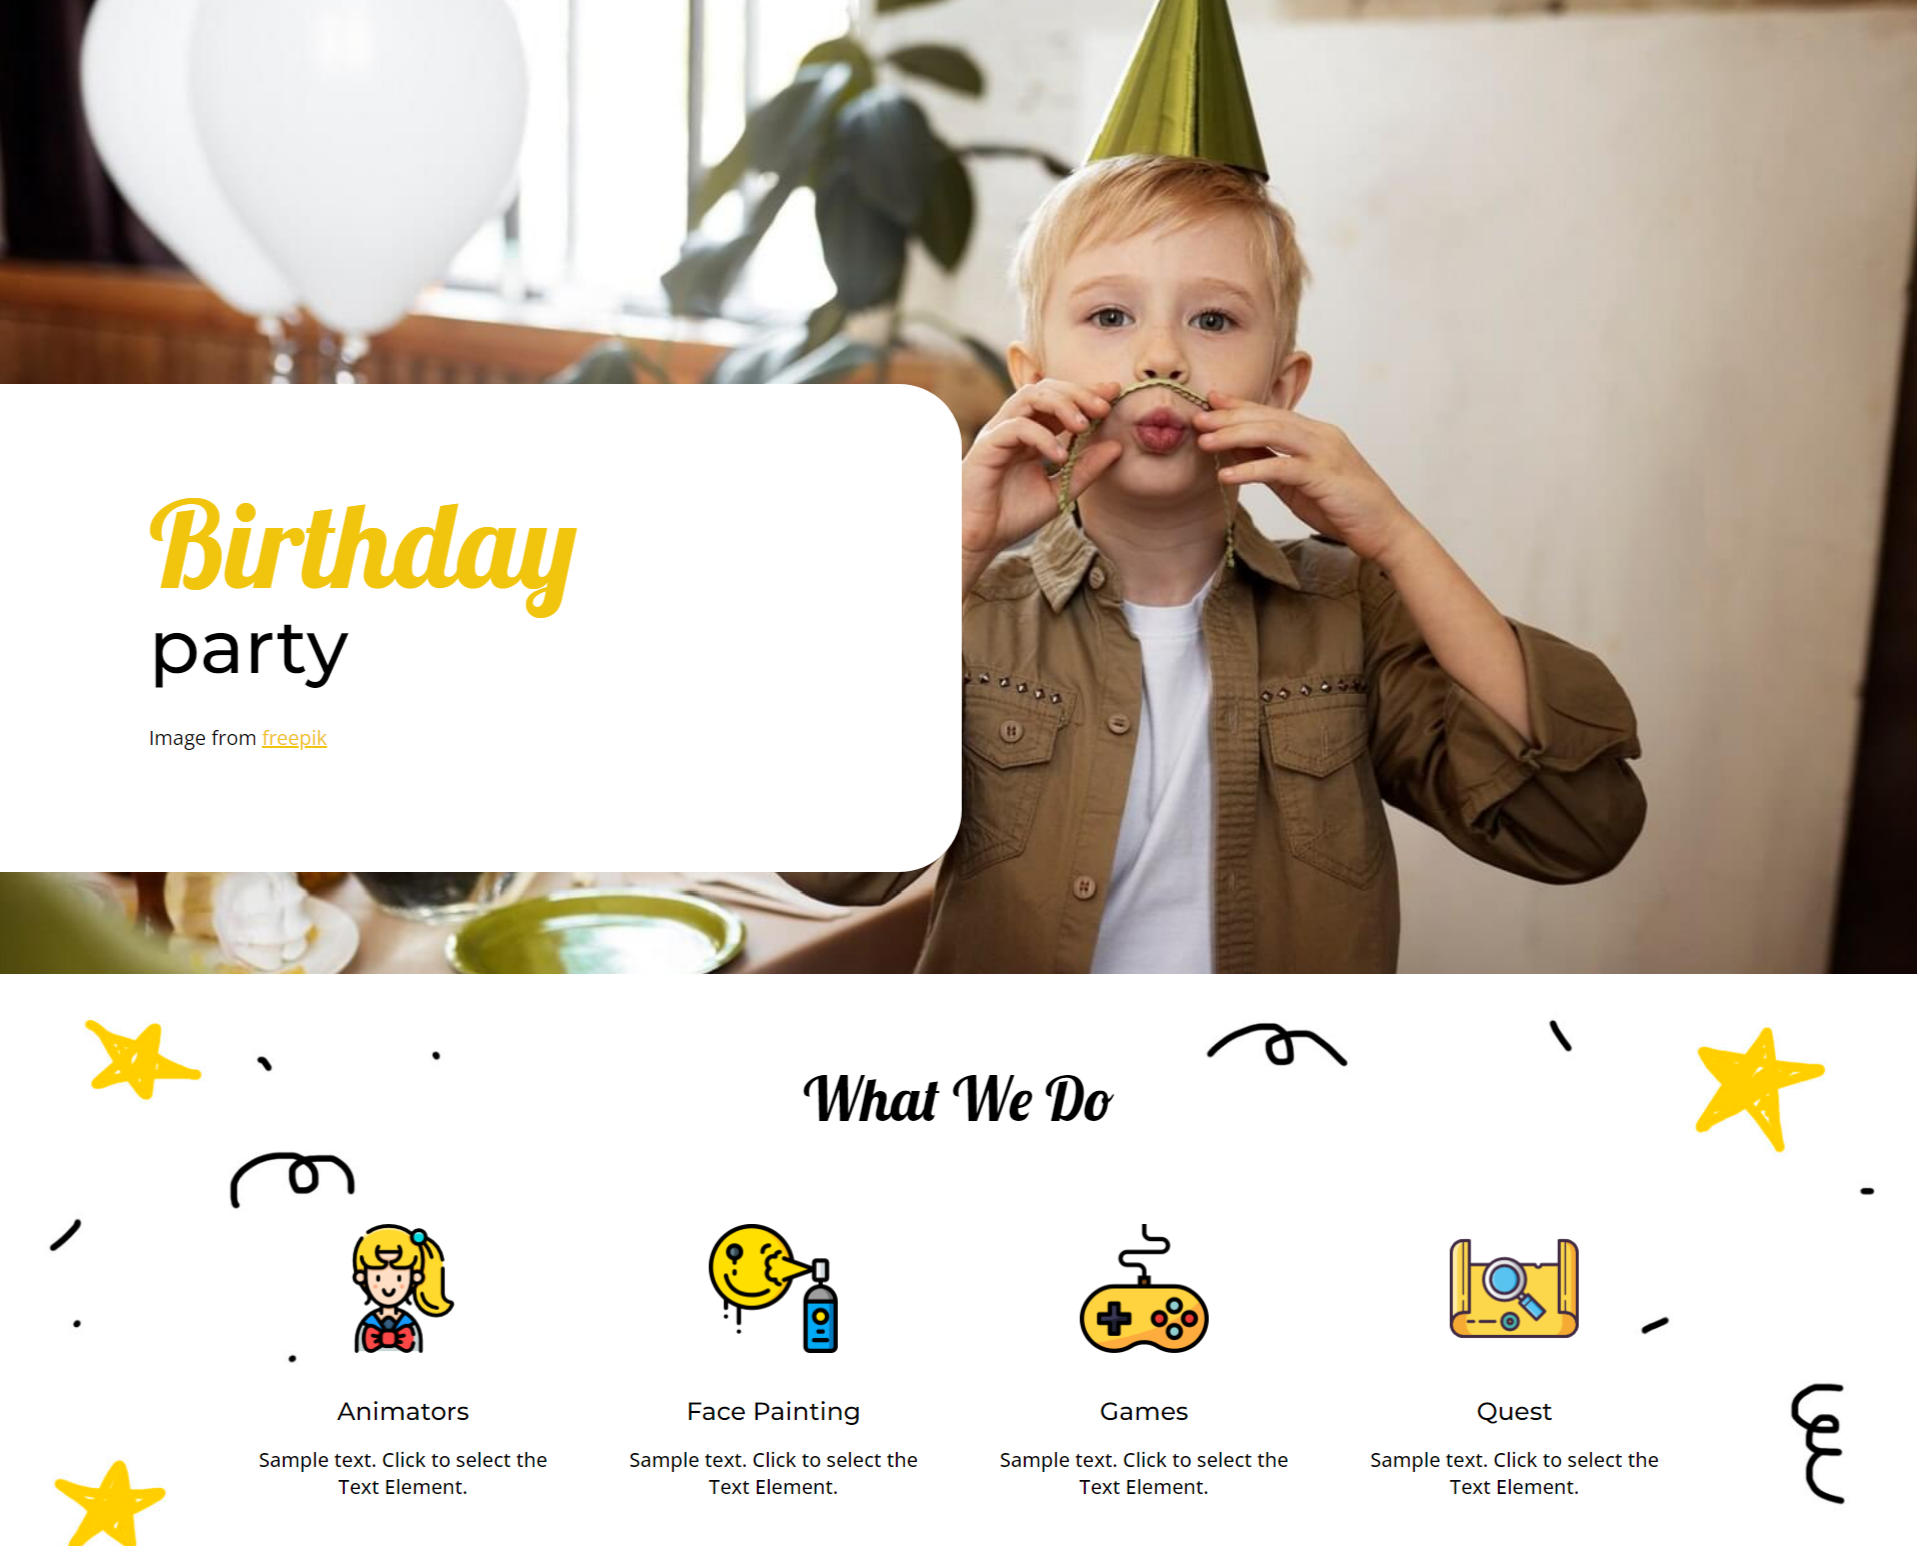 Birthday
party
Image from freepik
What We Do
Animators
Sample text. Click to select the
Text Element.
Face Painting
Sample text. Click to select the
Text Element.
Games
Sample text. Click to select the
Text Element.
Quest
Sample text. Click to select the
Text Element.